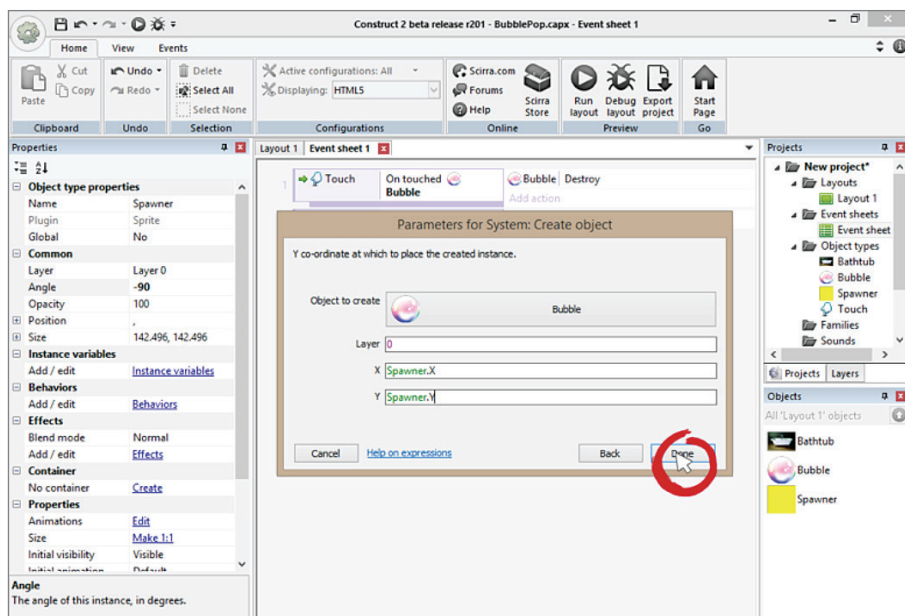 Construct 2 beta release r201 - BubblePop.capx - Event sheet 1
Home View Events
Paste
Cut
Copy
Clipboard
Undo
Redo
Undo
Delete
Select All
Select None
Selection
Active configurations: All
Displaying: HTML5
Configurations
Scirra.com
Forums
Help
Scirra Store
Online
Run layout
Debug layout
Export project
Preview
Start Page
Go
Properties
Object type properties
Name Spawner
Plugin Sprite
Global No
Common
Layer Layer 0
Angle -90
Opacity 100
Position ,
Size 142.496, 142.496
Instance variables
Add / edit Instance variables
Behaviors
Add / edit Behaviors
Effects
Blend mode Normal
Add / edit Effects
Container
No container Create
Properties
Animations Edit
Size Make 1:1
Initial visibility Visible
Initial animation Default
Angle
The angle of this instance, in degrees.
Layout 1 Event sheet 1
1 Touch On touched Bubble Destroy
Bubble Add action
Parameters for System: Create object
Y co-ordinate at which to place the created instance.
Object to create Bubble
Layer 0
X Spawner.X
Y Spawner.Y
Cancel Help on expressions Back Done
Projects
New project*
Layouts
Layout 1
Event sheets
Event sheet
Object types
Bathtub
Bubble
Spawner
Touch
Families
Sounds
Projects Layers
Objects
All 'Layout 1' objects
Bathtub
Bubble
Spawner